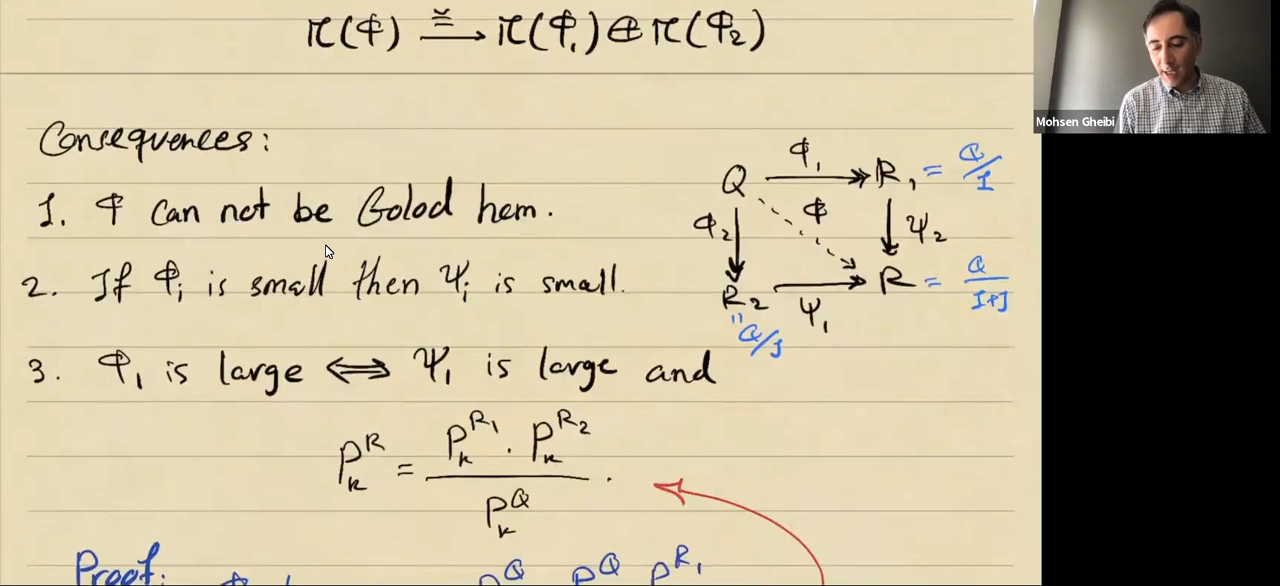 π(φ) ≅→ π(φ₁) ⊕ π(φ₂)
Mohsen Gheibi
Consequences:
1. φ can not be Golod hom.
2. If φᵢ is small then ψᵢ is small.
3. φ₁ is large ⟺ ψ₁ is large and
P_k^R = P_k^{R₁} · P_k^{R₂} / P_k^Q .
Q φ₁ ↠ R₁ = Q/I
φ₂ φ ψ₂
R₂ ψ₁ ↠ R = Q/I+J
" Q/J
Proof:
P^Q P^Q P^{R₁}